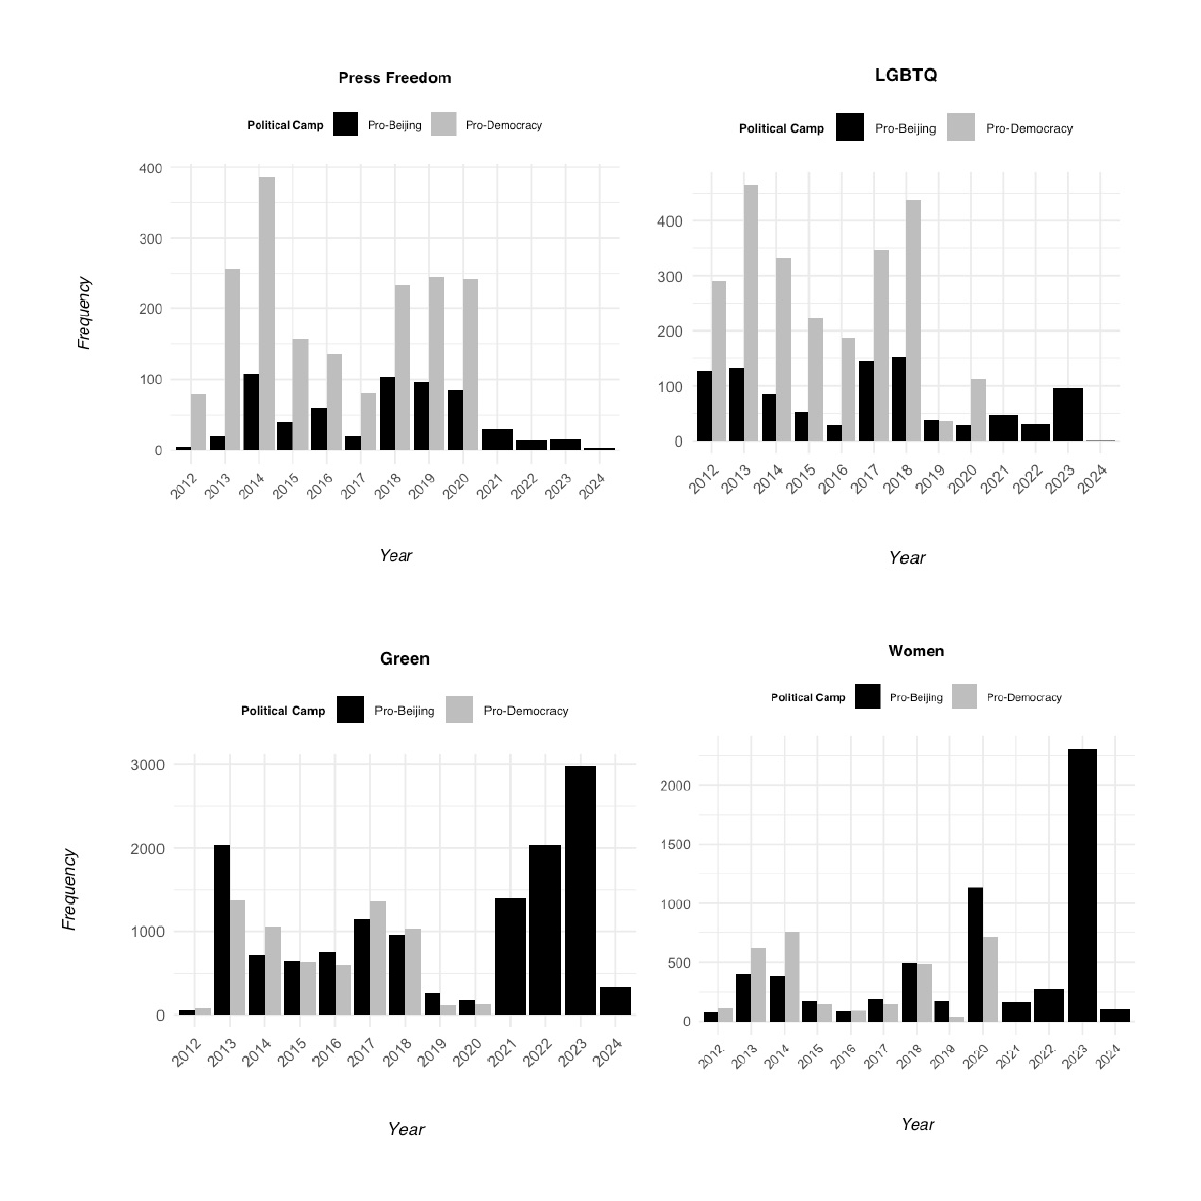 Press Freedom
Political Camp Pro-Beijing Pro-Democracy
400
300
200
100
0
Frequency
2012 2013 2014 2015 2016 2017 2018 2019 2020 2021 2022 2023 2024
Year
LGBTQ
Political Camp Pro-Beijing Pro-Democracy
400
300
200
100
0
2012 2013 2014 2015 2016 2017 2018 2019 2020 2021 2022 2023 2024
Year
Green
Political Camp Pro-Beijing Pro-Democracy
3000
2000
1000
0
Frequency
2012 2013 2014 2015 2016 2017 2018 2019 2020 2021 2022 2023 2024
Year
Women
Political Camp Pro-Beijing Pro-Democracy
2000
1500
1000
500
0
2012 2013 2014 2015 2016 2017 2018 2019 2020 2021 2022 2023 2024
Year